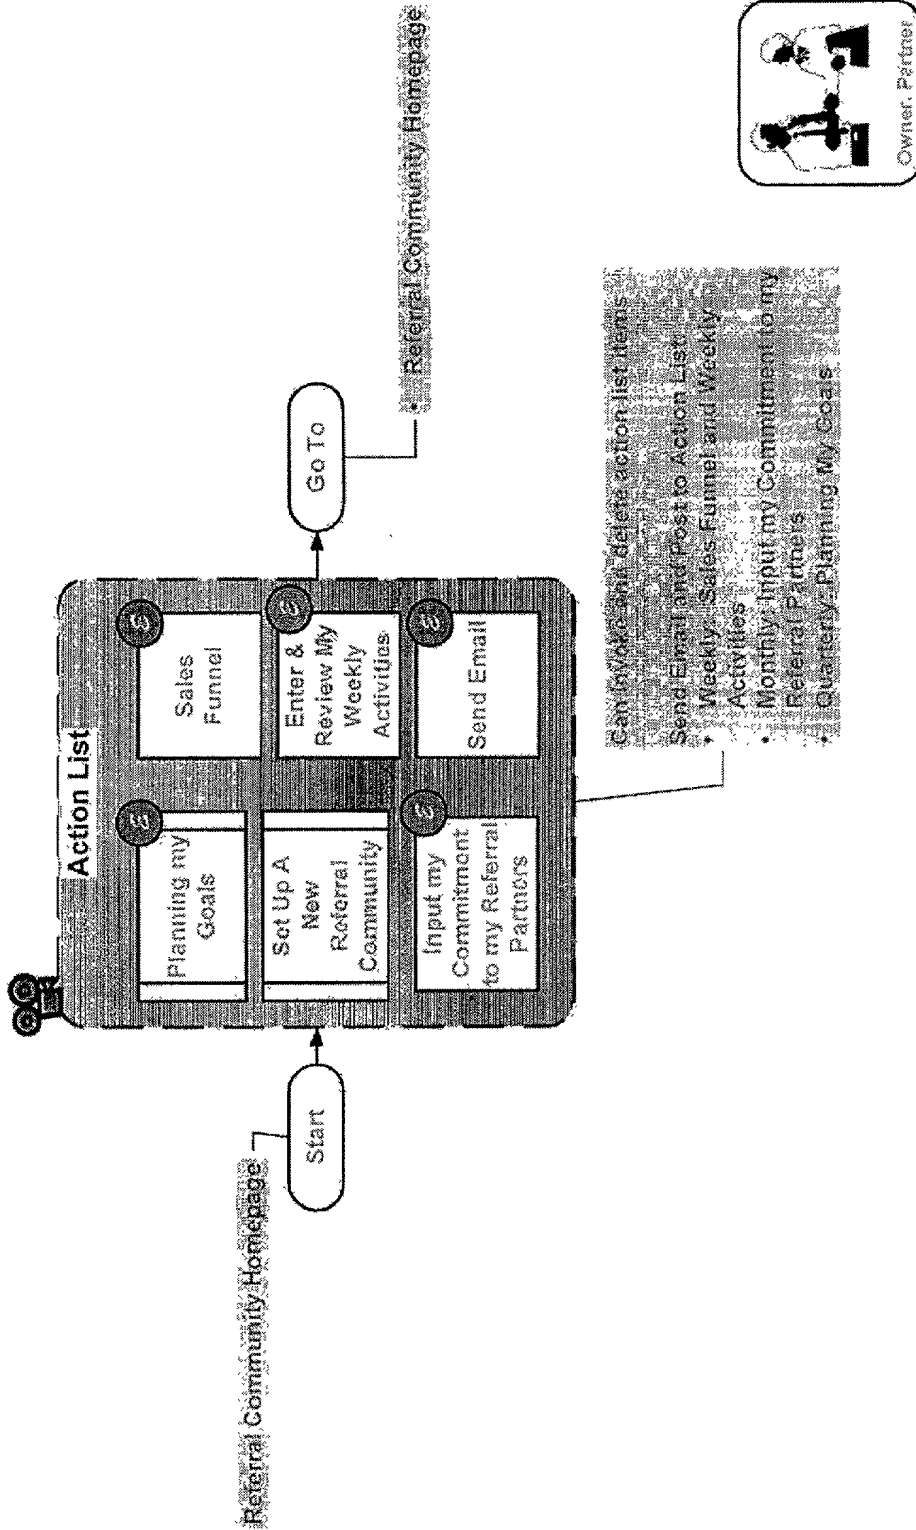 Referral Community Homepage
Start
Action List
Planning my
Goals
Sales
Funnel
Set Up A
New
Referral
Community
Enter &
Review My
Weekly
Activities
Input my
Commitment
to my Referral
Partners
Send Email
Go To
• Referral Community Homepage
Can invoke and delete action list items
Send Email and Post to Action List:
• Weekly: Sales Funnel and Weekly
Activities
• Monthly: Input my Commitment to my
Referral Partners
• Quarterly: Planning My Goals
Owner, Partner